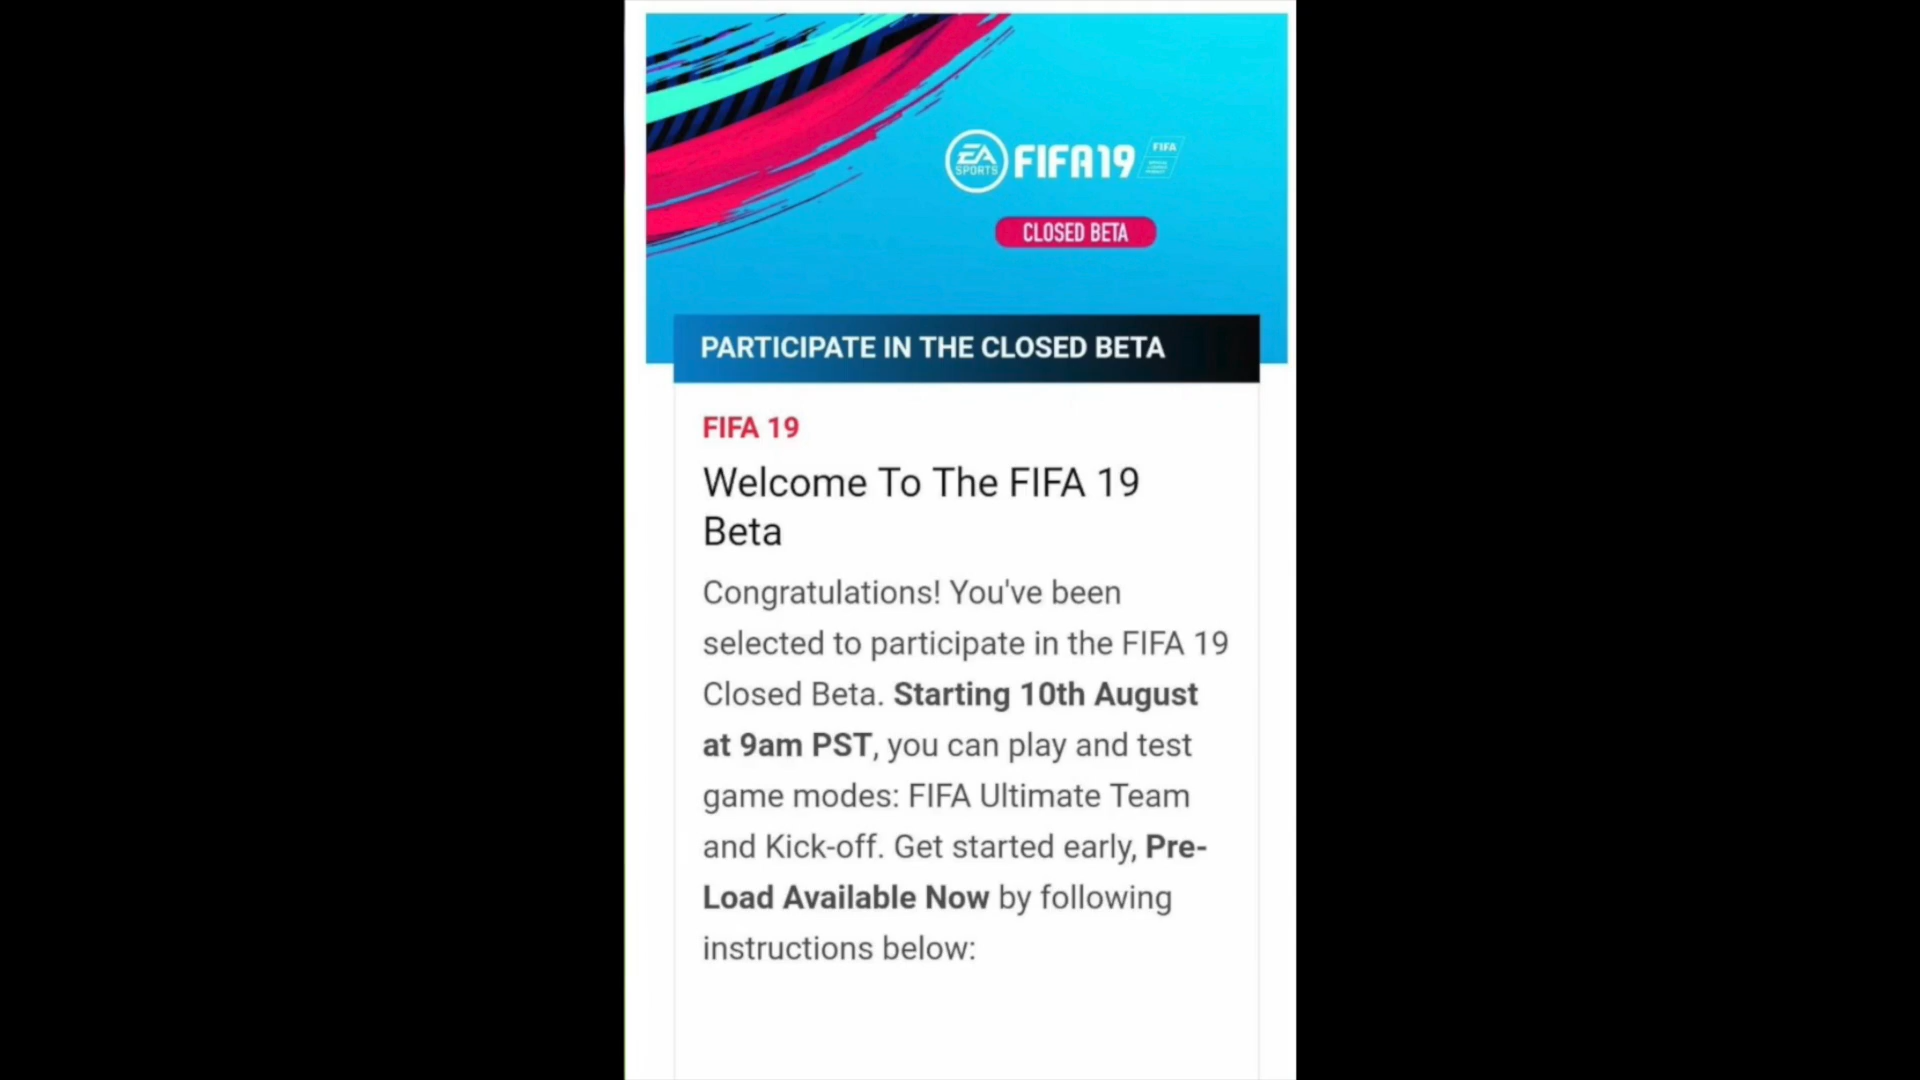 EA
SPORTS
FIFA19
FIFA
CLOSED BETA
PARTICIPATE IN THE CLOSED BETA
FIFA 19
Welcome To The FIFA 19
Beta
Congratulations! You've been
selected to participate in the FIFA 19
Closed Beta. Starting 10th August
at 9am PST, you can play and test
game modes: FIFA Ultimate Team
and Kick-off. Get started early, Pre-
Load Available Now by following
instructions below: